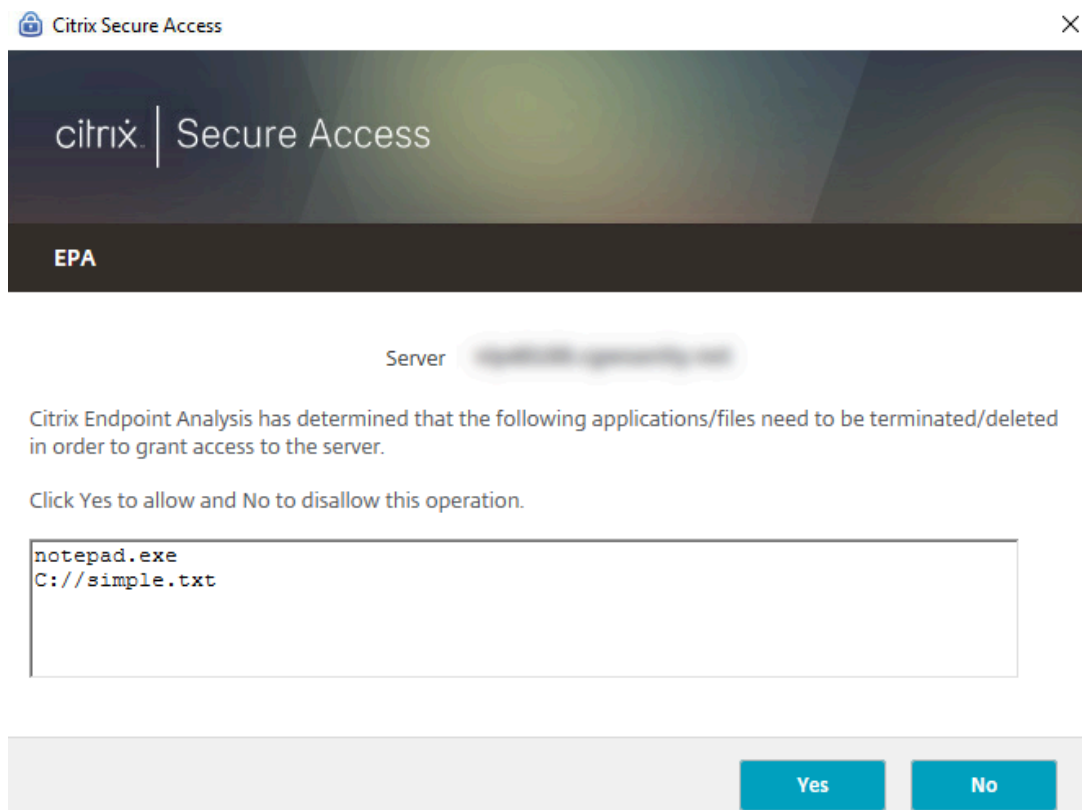 Citrix Secure Access
citrix. | Secure Access
EPA
Server
Citrix Endpoint Analysis has determined that the following applications/files need to be terminated/deleted
in order to grant access to the server.
Click Yes to allow and No to disallow this operation.
notepad.exe
C://simple.txt
Yes No